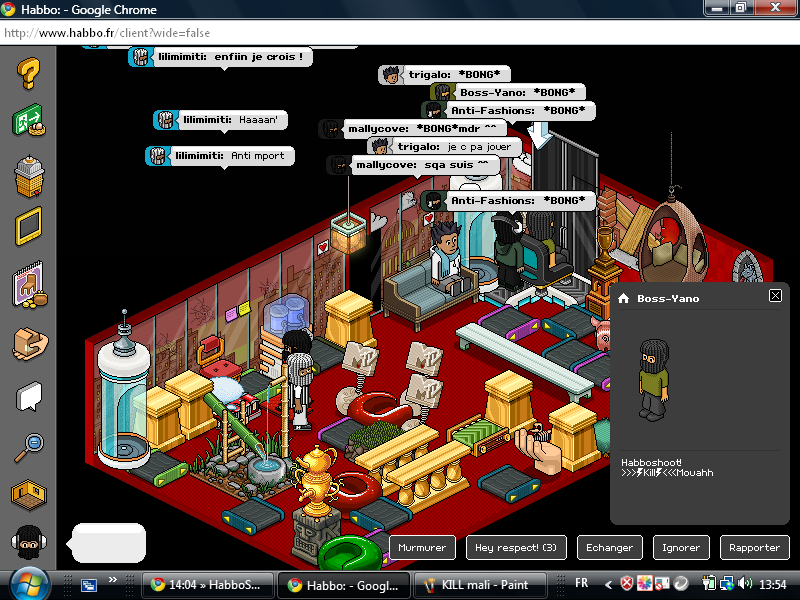 Habbo: - Google Chrome
http://www.habbo.fr/client?wide=false
lilimimiti: enfiin je crois !
trigalo: *BONG*
Boss-Yano: *BONG*
Anti-Fashions: *BONG*
lilimimiti: Haaaan'
mallycove: *BONG*mdr ^^
trigalo: je c pa jouer
lilimimiti: Anti mport
mallycove: sqa suis ^^
Anti-Fashions: *BONG*
Boss-Yano
MTV
MTV
MTV
Habboshoot!
>>>⚡Kill⚡<<<Mouahh
Murmurer
Hey respect! (3)
Echanger
Ignorer
Rapporter
14:04 » HabboS...
Habbo: - Googl...
KILL mali - Paint
FR
13:54